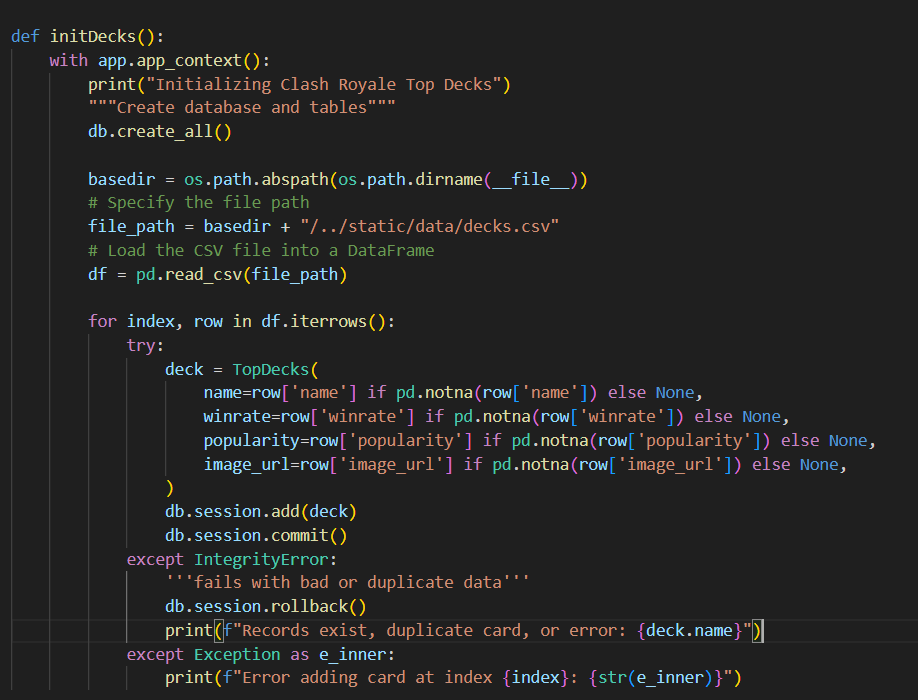 def initDecks():
    with app.app_context():
        print("Initializing Clash Royale Top Decks")
        """Create database and tables"""
        db.create_all()

        basedir = os.path.abspath(os.path.dirname(__file__))
        # Specify the file path
        file_path = basedir + "/../static/data/decks.csv"
        # Load the CSV file into a DataFrame
        df = pd.read_csv(file_path)

        for index, row in df.iterrows():
            try:
                deck = TopDecks(
                    name=row['name'] if pd.notna(row['name']) else None,
                    winrate=row['winrate'] if pd.notna(row['winrate']) else None,
                    popularity=row['popularity'] if pd.notna(row['popularity']) else None,
                    image_url=row['image_url'] if pd.notna(row['image_url']) else None,
                )
                db.session.add(deck)
                db.session.commit()
            except IntegrityError:
                '''fails with bad or duplicate data'''
                db.session.rollback()
                print(f"Records exist, duplicate card, or error: {deck.name}")
            except Exception as e_inner:
                print(f"Error adding card at index {index}: {str(e_inner)}")